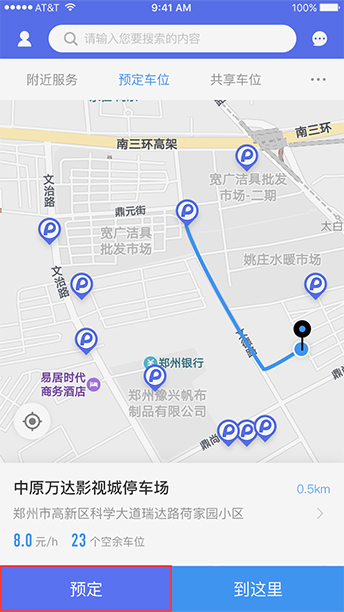 AT&T 9:41 AM 100%
请输入您要搜索的内容
附近服务 预定车位 共享车位
南三环高架
南三环
文治路
宽广洁具批发
市场-二期
鼎元街
太白
宽广洁具
批发市场
姚庄水暖市场
文治路
郑州银行
易居时代
商务酒店
郑州豫兴帆布
制品有限公司
鼎尚
中原万达影视城停车场 0.5km
郑州市高新区科学大道瑞达路荷家园小区
8.0 元/h 23 个空余车位
预定 到这里